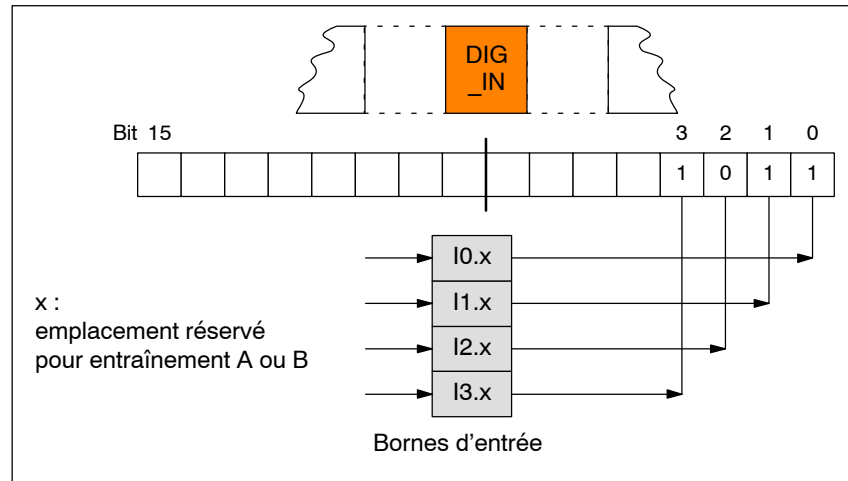 DIG
_IN
Bit 15 3 2 1 0
1 0 1 1
I0.x
I1.x
I2.x
I3.x
x :
emplacement réservé
pour entraînement A ou B
Bornes d'entrée